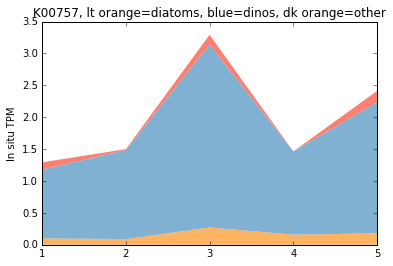 K00757, lt orange=diatoms, blue=dinos, dk orange=other
3.5
3.0
2.5
2.0
1.5
1.0
0.5
0.0
In situ TPM
1 2 3 4 5